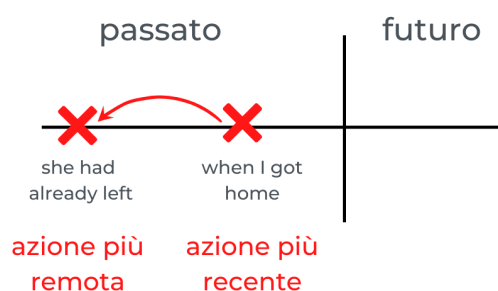 passato
futuro
she had
already left
when I got
home
azione più
remota
azione più
recente